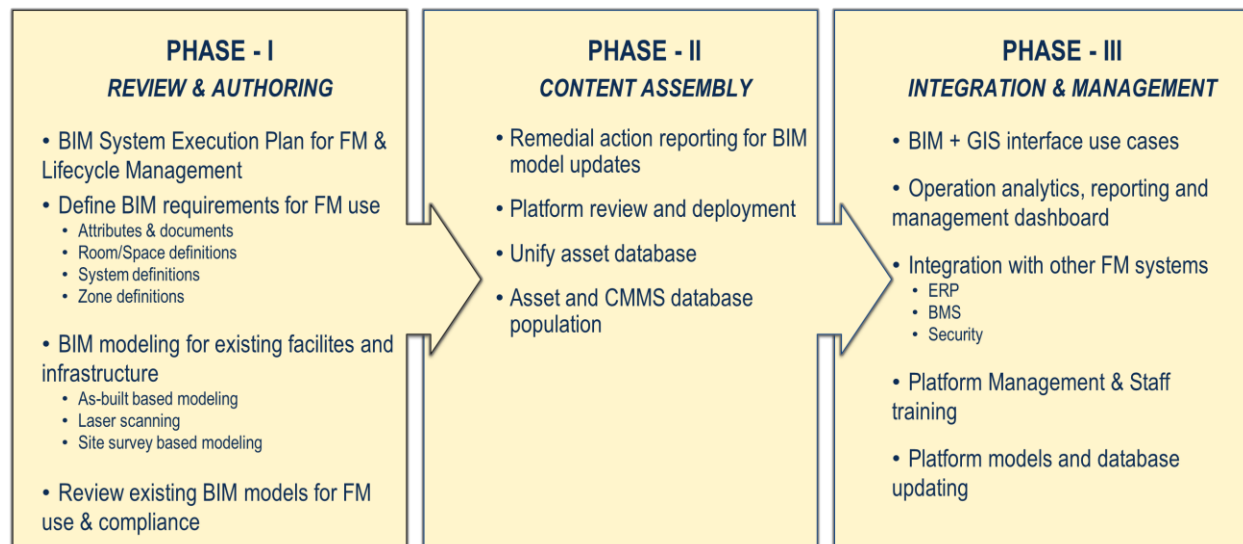 PHASE - I
REVIEW & AUTHORING
• BIM System Execution Plan for FM &
Lifecycle Management
• Define BIM requirements for FM use
• Attributes & documents
• Room/Space definitions
• System definitions
• Zone definitions
• BIM modeling for existing facilites and
infrastructure
• As-built based modeling
• Laser scanning
• Site survey based modeling
• Review existing BIM models for FM
use & compliance
PHASE - II
CONTENT ASSEMBLY
• Remedial action reporting for BIM
model updates
• Platform review and deployment
• Unify asset database
• Asset and CMMS database
population
PHASE - III
INTEGRATION & MANAGEMENT
• BIM + GIS interface use cases
• Operation analytics, reporting and
management dashboard
• Integration with other FM systems
• ERP
• BMS
• Security
• Platform Management & Staff
training
• Platform models and database
updating